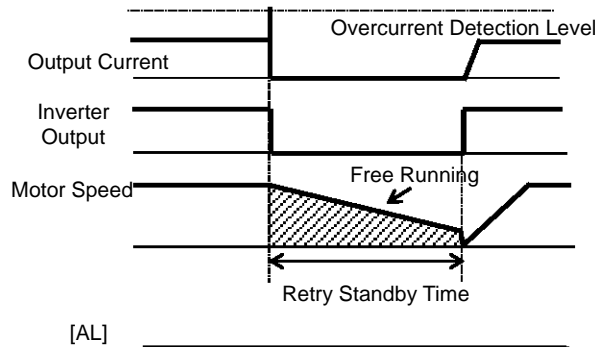 Overcurrent Detection Level
Output Current
Inverter
Output
Free Running
Motor Speed
Retry Standby Time
[AL]